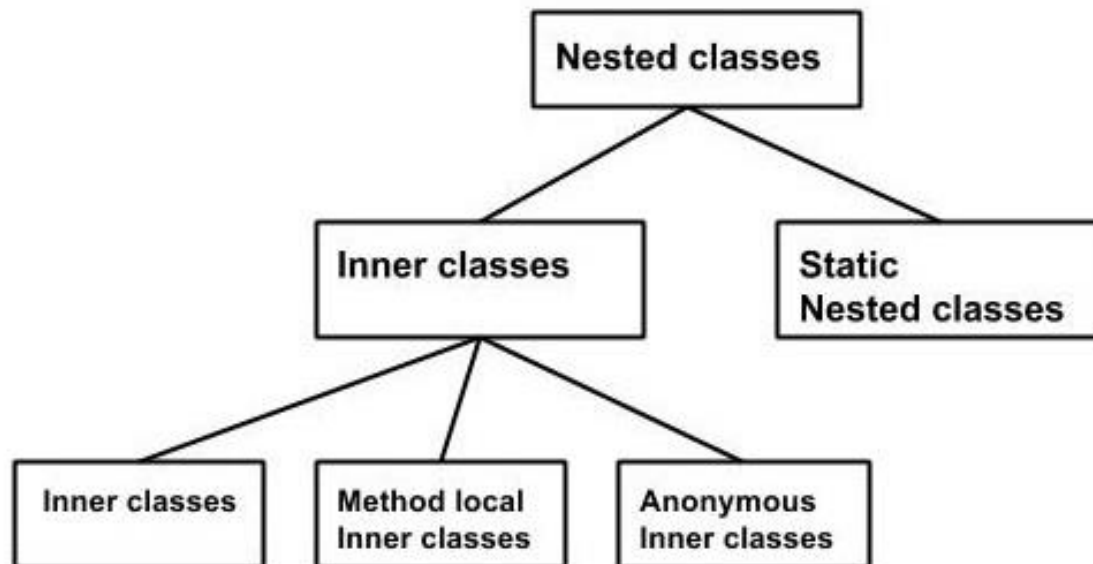 Nested classes
Inner classes
Static
Nested classes
Inner classes
Method local
Inner classes
Anonymous
Inner classes